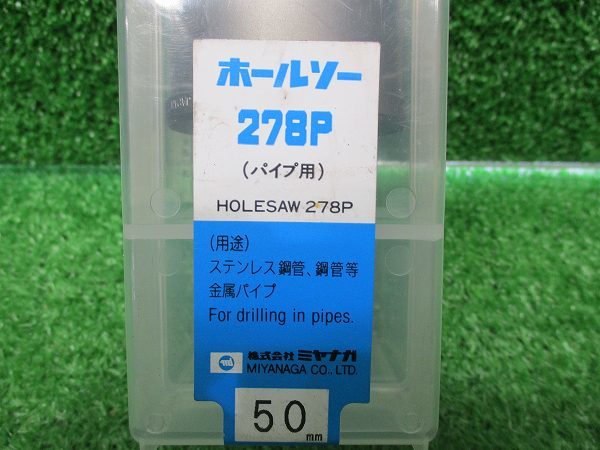 ホールソー
278P
(パイプ用)
HOLESAW 278P
(用途)
ステンレス鋼管、鋼管等
金属パイプ
For drilling in pipes.
株式会社 ミヤナガ
MIYANAGA CO., LTD.
50mm